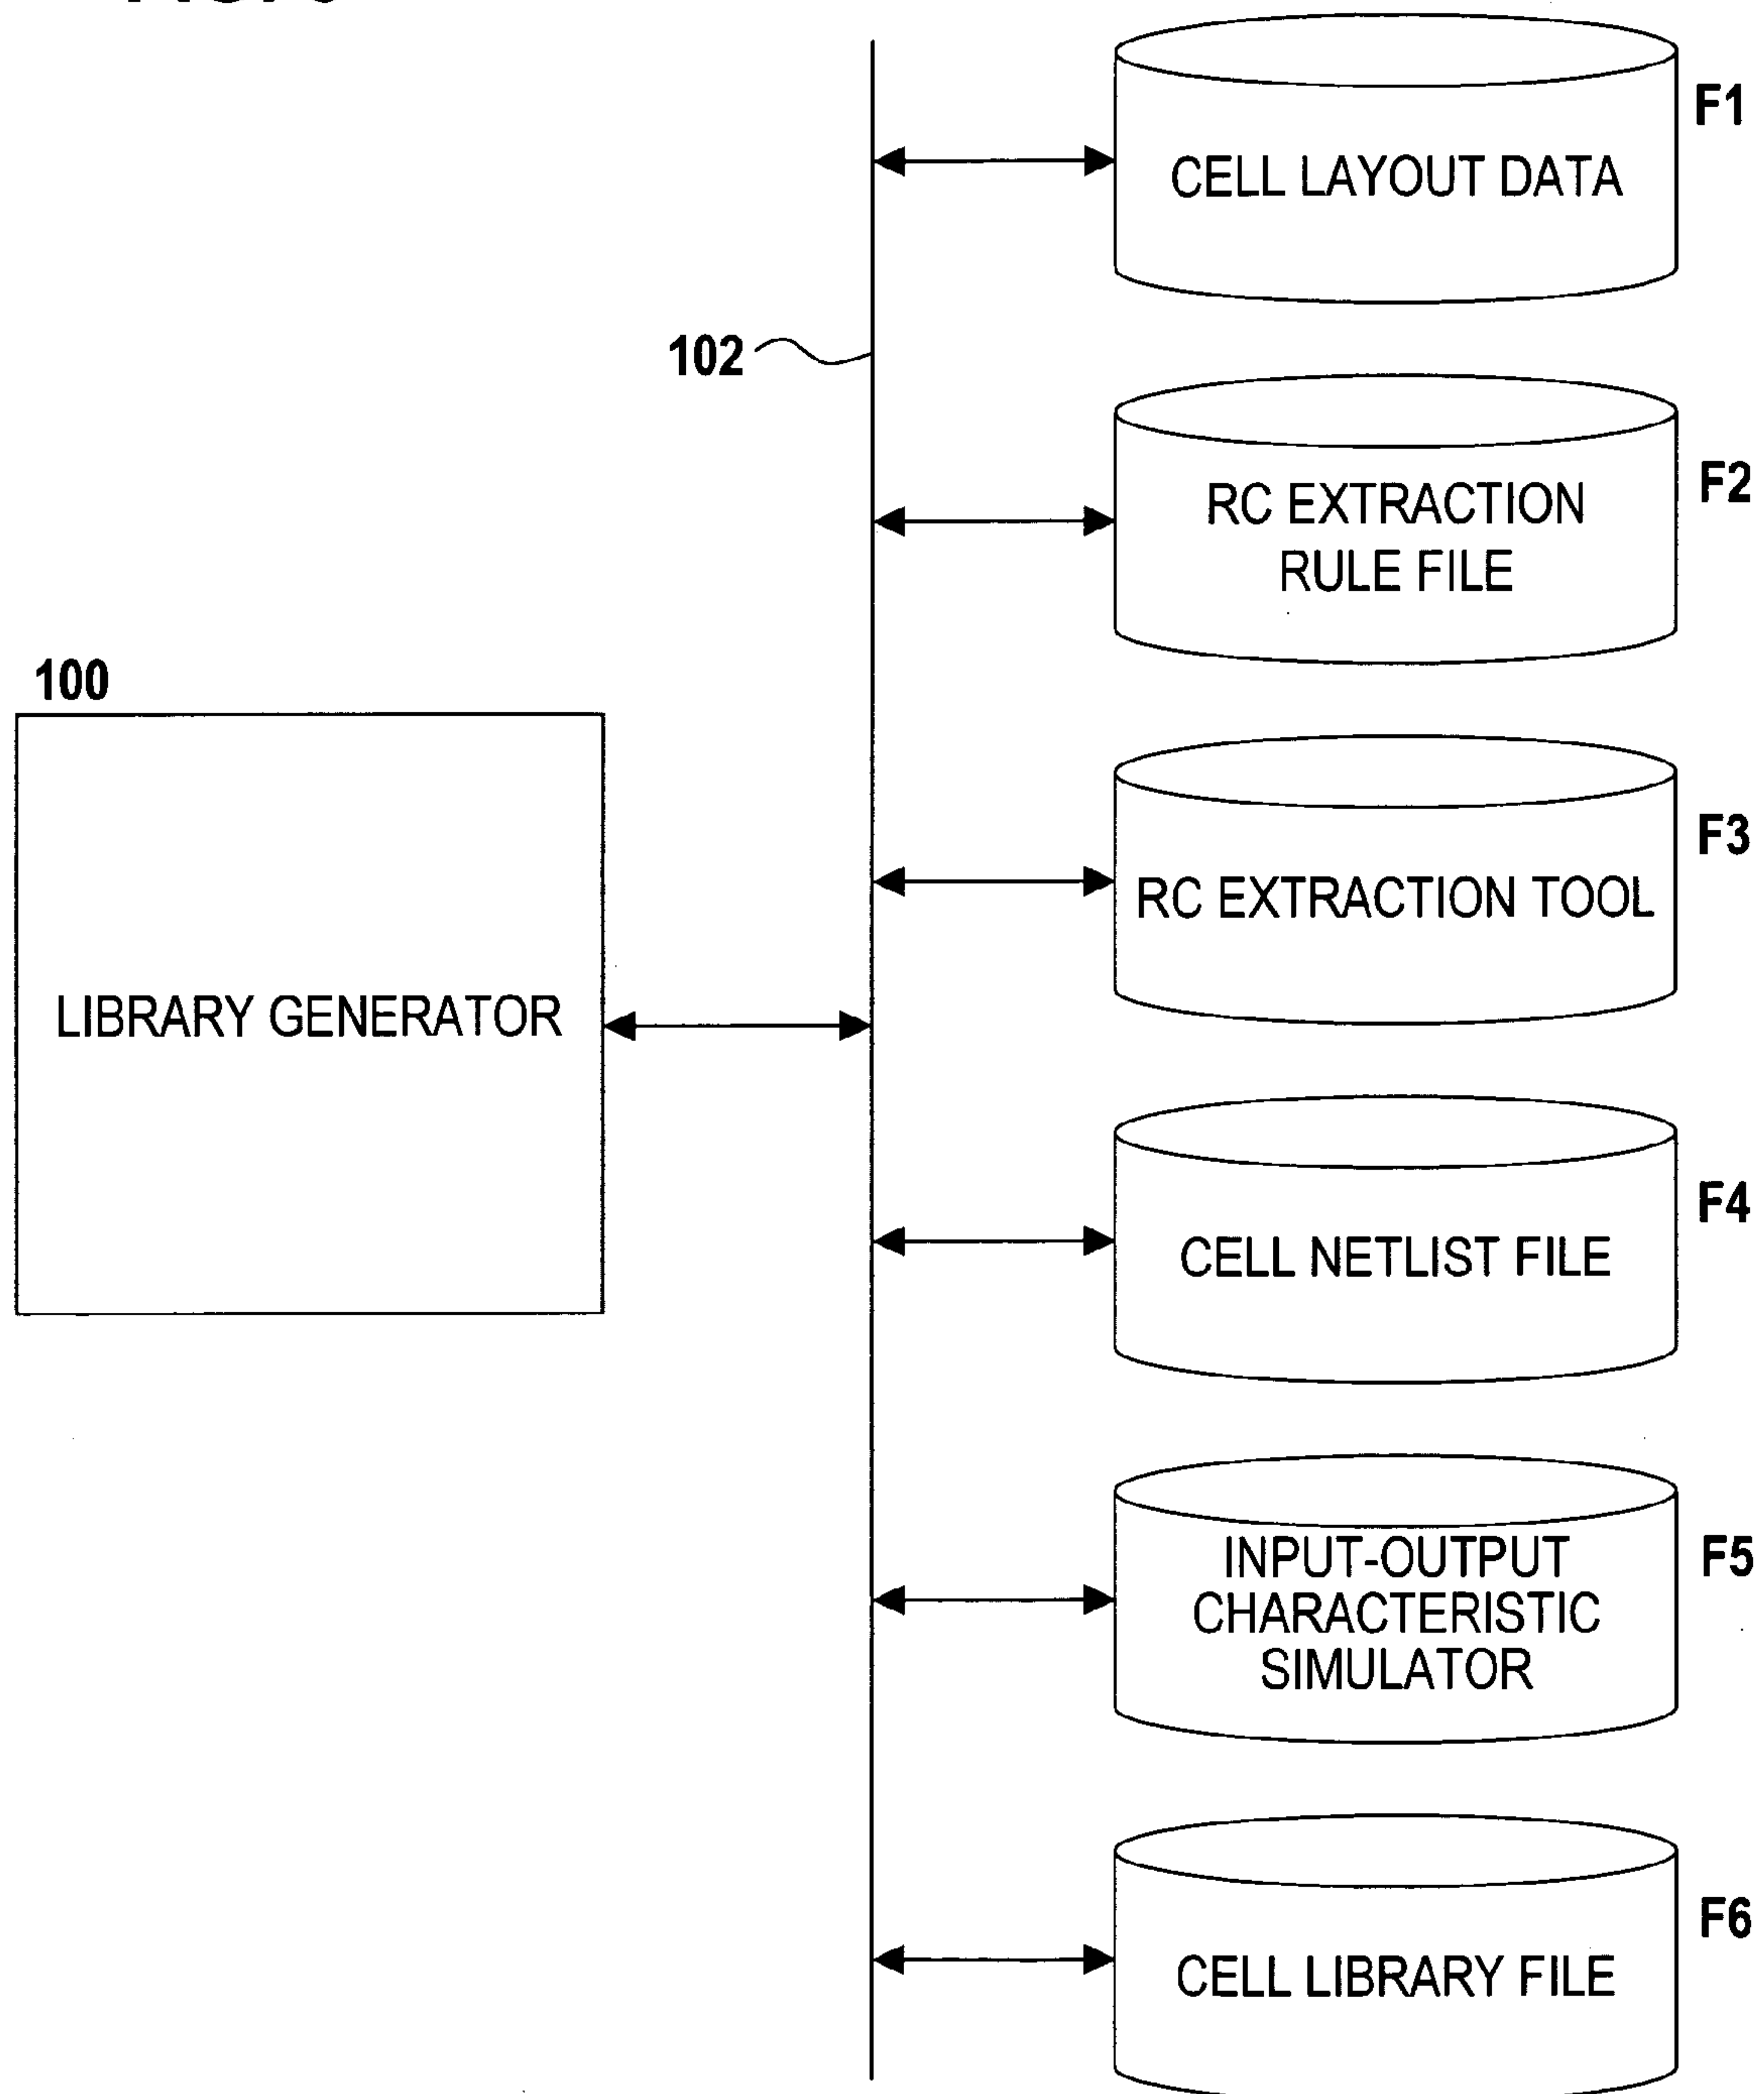 F1
CELL LAYOUT DATA
102
F2
RC EXTRACTION
RULE FILE
100
F3
RC EXTRACTION TOOL
LIBRARY GENERATOR
F4
CELL NETLIST FILE
F5
INPUT-OUTPUT
CHARACTERISTIC
SIMULATOR
F6
CELL LIBRARY FILE